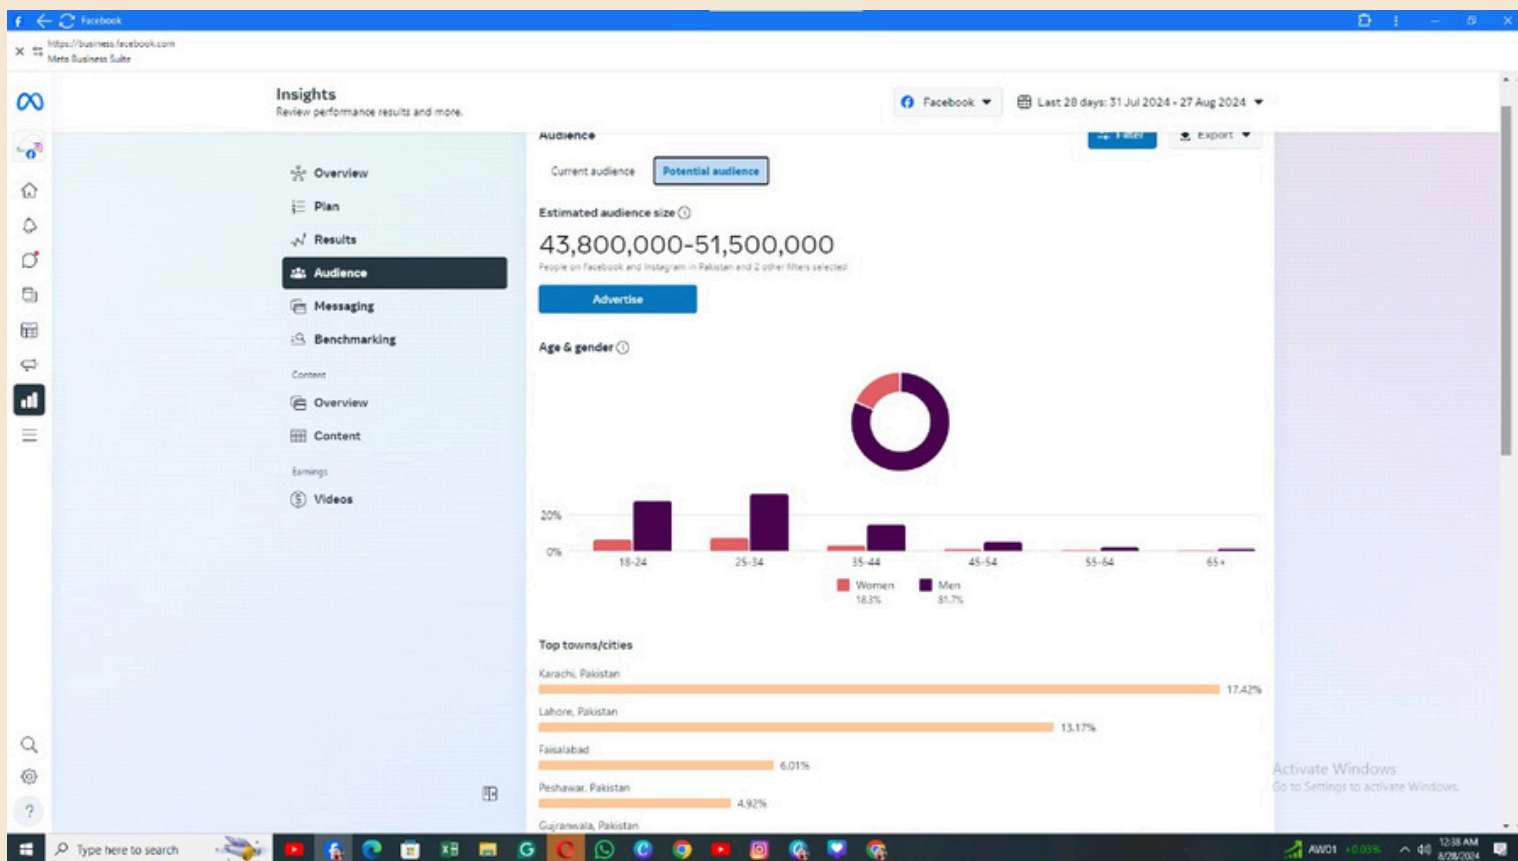 Facebook
https://business.facebook.com
Meta Business Suite
Insights
Review performance results and more.
Facebook
Last 28 days: 31 Jul 2024 - 27 Aug 2024
Audience
Filter
Export
Overview
Plan
Results
Audience
Messaging
Benchmarking
Content
Overview
Content
Earnings
Videos
Current audience
Potential audience
Estimated audience size
43,800,000-51,500,000
People on Facebook and Instagram in Pakistan and 2 other filters selected
Advertise
Age & gender
20%
0%
18-24
25-34
35-44
45-54
55-64
65+
Women
18.3%
Men
81.7%
Top towns/cities
Karachi, Pakistan
17.42%
Lahore, Pakistan
13.17%
Faisalabad
6.01%
Peshawar, Pakistan
4.92%
Gujranwala, Pakistan
Activate Windows
Go to Settings to activate Windows.
Type here to search
AW01 +0.03%
12:38 AM
8/28/2024